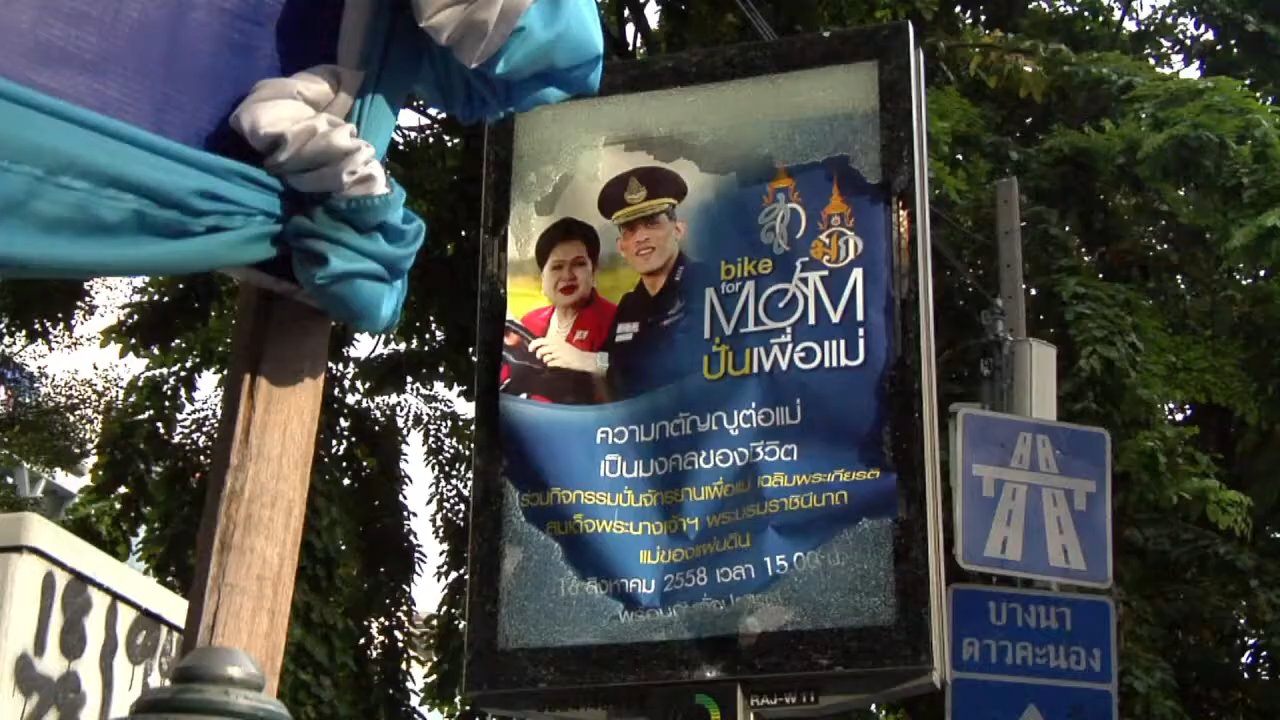 bike
for
MOM
ปั่นเพื่อแม่
ความกตัญญูต่อแม่
เป็นมงคลของชีวิต
ร่วมกิจกรรมปั่นจักรยานเพื่อแม่ เฉลิมพระเกียรติ
สมเด็จพระนางเจ้าฯ พระบรมราชินีนาถ
แม่ของแผ่นดิน
16 สิงหาคม 2558 เวลา 15.00 น.
บางนา
ดาวคะนอง
RAJ-W 11